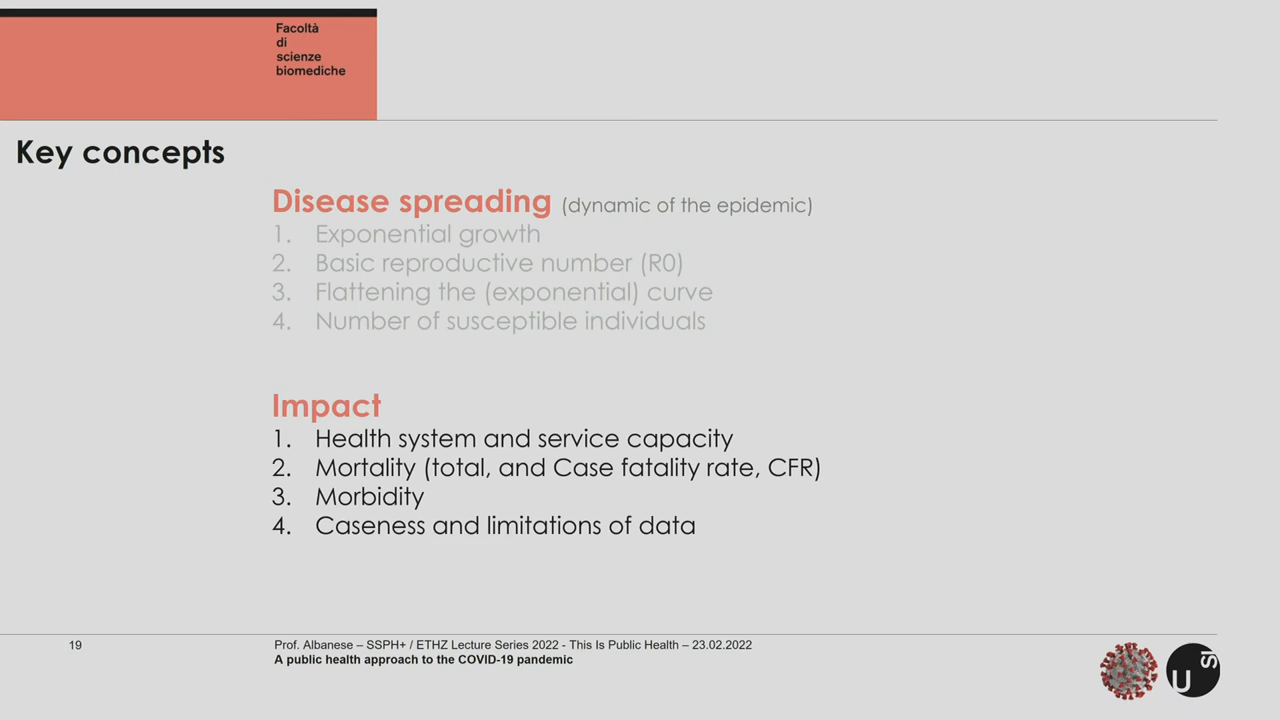 Facoltà
di
scienze
biomediche
Key concepts
Disease spreading (dynamic of the epidemic)
1. Exponential growth
2. Basic reproductive number (R0)
3. Flattening the (exponential) curve
4. Number of susceptible individuals
Impact
1. Health system and service capacity
2. Mortality (total, and Case fatality rate, CFR)
3. Morbidity
4. Caseness and limitations of data
19
Prof. Albanese – SSPH+ / ETHZ Lecture Series 2022 - This Is Public Health – 23.02.2022
A public health approach to the COVID-19 pandemic
U SI